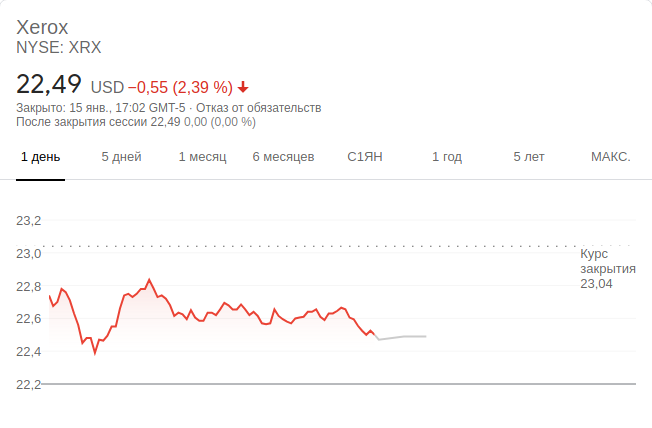 Xerox
NYSE: XRX
22,49 USD −0,55 (2,39 %)
Закрыто: 15 янв., 17:02 GMT-5 · Отказ от обязательств
После закрытия сессии 22,49 0,00 (0,00 %)
1 день 5 дней 1 месяц 6 месяцев С1ЯН 1 год 5 лет МАКС.
23,2
23,0
Курс
закрытия
23,04
22,8
22,6
22,4
22,2